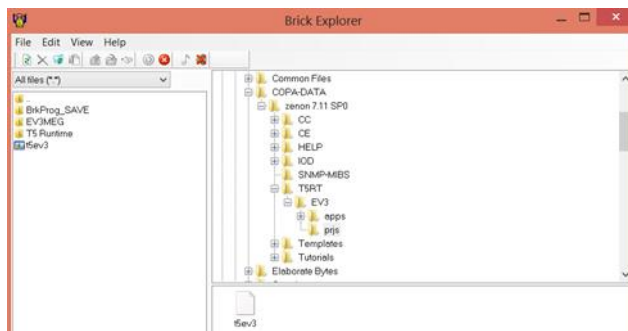 Brick Explorer
File Edit View Help
All files (*.*)
..
BrkProg_SAVE
EV3MEG
T5 Runtime
t5ev3
Common Files
COPA-DATA
zenon 7.11 SP0
CC
CE
HELP
IOD
SNMP-MIBS
T5RT
EV3
apps
prjs
Templates
Tutorials
Elaborate Bytes
t5ev3